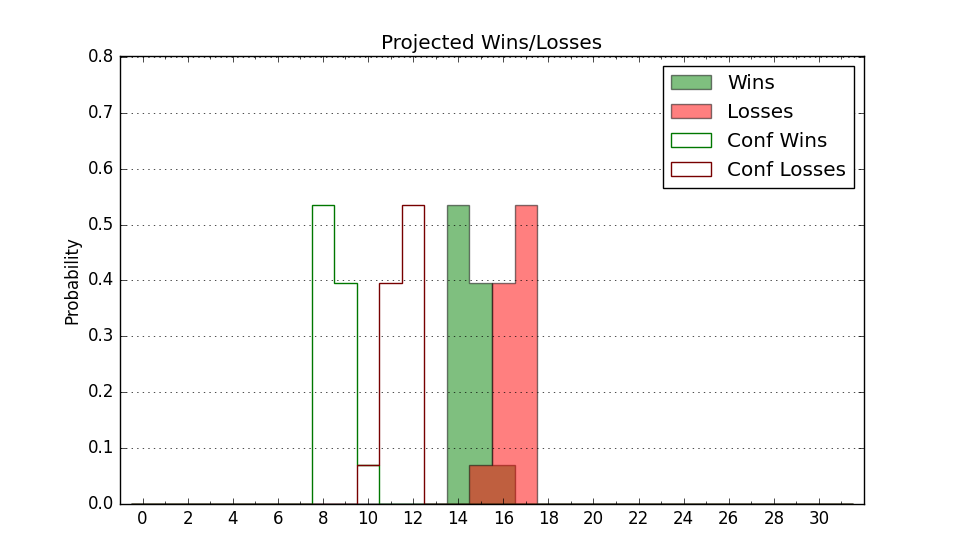 Projected Wins/Losses
0.8
0.7
0.6
0.5
0.4
0.3
0.2
0.1
0.0
Probability
Wins
Losses
Conf Wins
Conf Losses
0 2 4 6 8 10 12 14 16 18 20 22 24 26 28 30